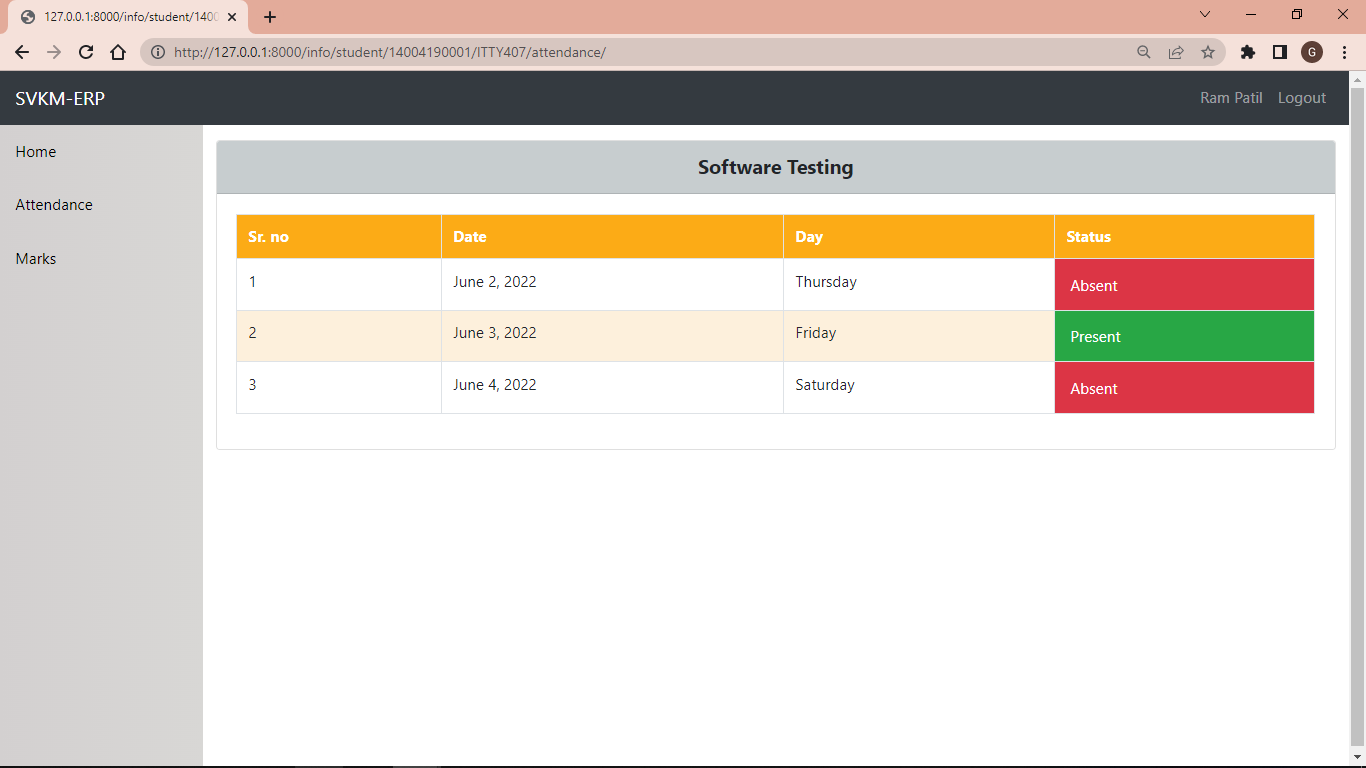 127.0.0.1:8000/info/student/1400
http://127.0.0.1:8000/info/student/14004190001/ITTY407/attendance/
G
SVKM-ERP Ram Patil Logout
Home
Attendance
Marks
Software Testing
Sr. no Date Day Status
1 June 2, 2022 Thursday Absent
2 June 3, 2022 Friday Present
3 June 4, 2022 Saturday Absent